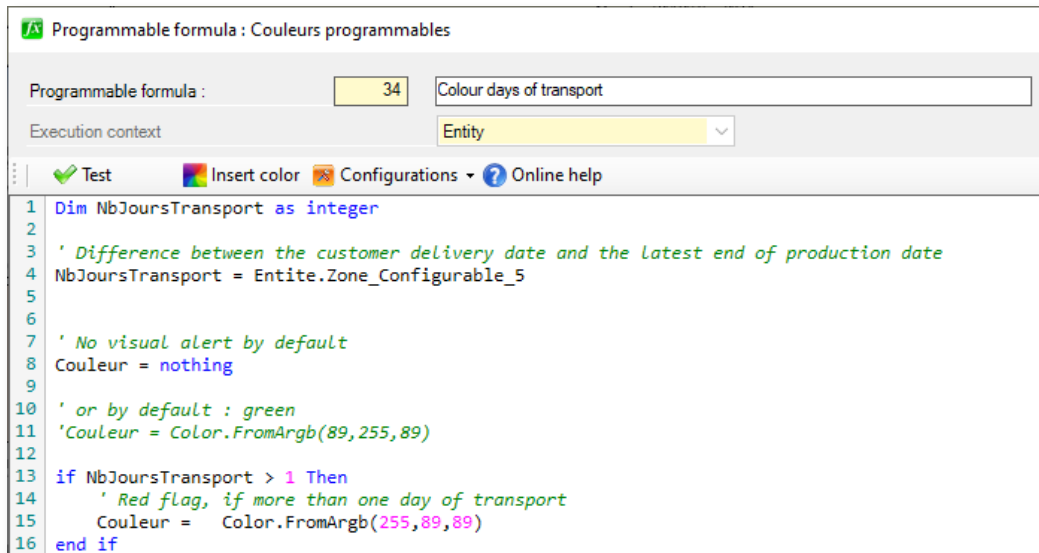 Programmable formula : Couleurs programmables
Programmable formula : 34 Colour days of transport
Execution context Entity
Test Insert color Configurations Online help
1 Dim NbJoursTransport as integer
2
3 ' Difference between the customer delivery date and the latest end of production date
4 NbJoursTransport = Entite.Zone_Configurable_5
5
6
7 ' No visual alert by default
8 Couleur = nothing
9
10 ' or by default : green
11 'Couleur = Color.FromArgb(89,255,89)
12
13 if NbJoursTransport > 1 Then
14 ' Red flag, if more than one day of transport
15 Couleur = Color.FromArgb(255,89,89)
16 end if